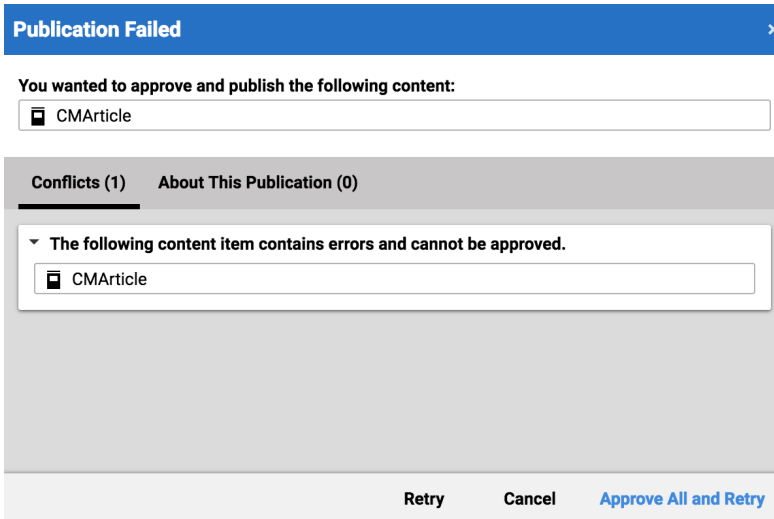 Publication Failed
You wanted to approve and publish the following content:
CMArticle
Conflicts (1) About This Publication (0)
The following content item contains errors and cannot be approved.
CMArticle
Retry Cancel Approve All and Retry